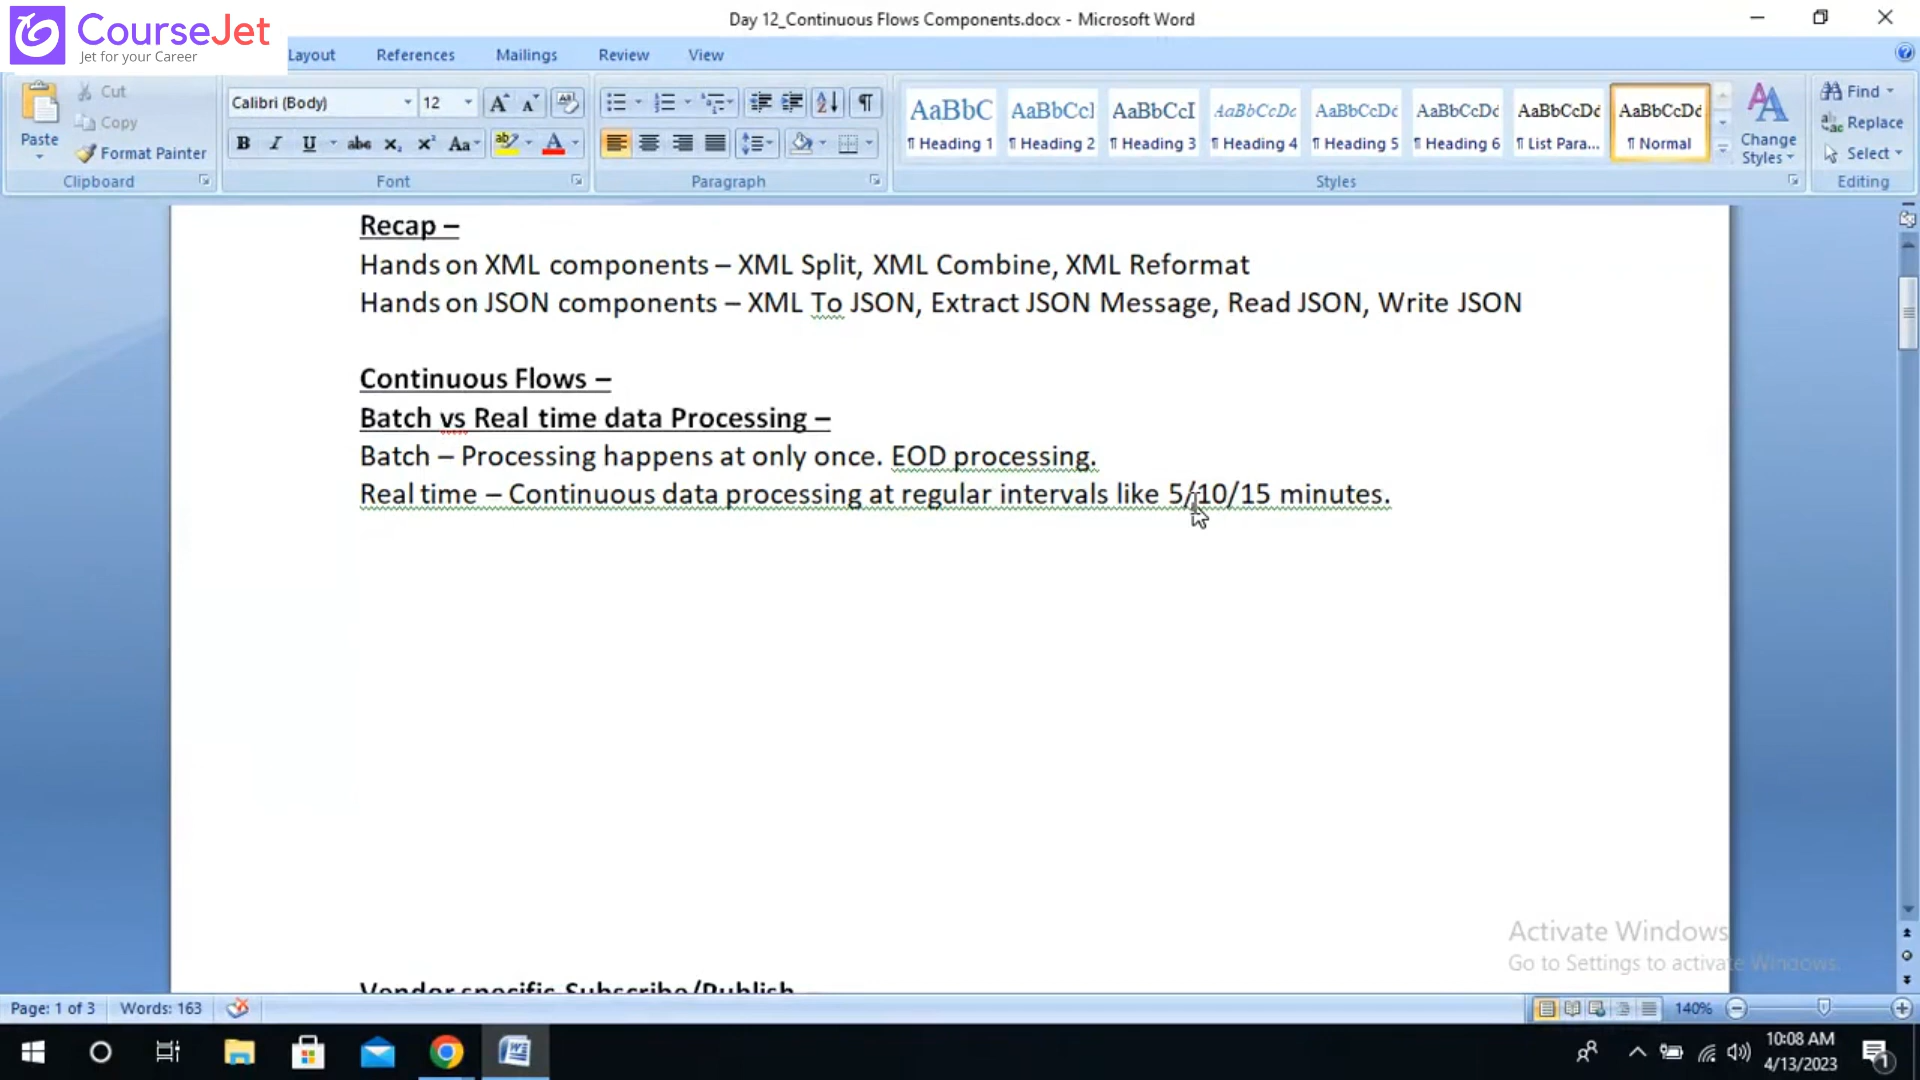 Day 12_Continuous Flows Components.docx - Microsoft Word
CourseJet
Jet for your Career
Layout References Mailings Review View
Cut
Copy
Format Painter
Paste
Clipboard
Calibri (Body) 12
Font
Paragraph
AaBbC AaBbCcI AaBbCcI AaBbCcDc AaBbCcDc AaBbCcDc AaBbCcDc AaBbCcDc
¶ Heading 1 ¶ Heading 2 ¶ Heading 3 ¶ Heading 4 ¶ Heading 5 ¶ Heading 6 ¶ List Para... ¶ Normal
Change
Styles
Styles
Find
Replace
Select
Editing
Recap –
Hands on XML components – XML Split, XML Combine, XML Reformat
Hands on JSON components – XML To JSON, Extract JSON Message, Read JSON, Write JSON
Continuous Flows –
Batch vs Real time data Processing –
Batch – Processing happens at only once. EOD processing.
Real time – Continuous data processing at regular intervals like 5/10/15 minutes.
Vendor specific Subscribe/Publish
Activate Windows
Go to Settings to activate Windows.
Page: 1 of 3 Words: 163
140%
10:08 AM
4/13/2023
1